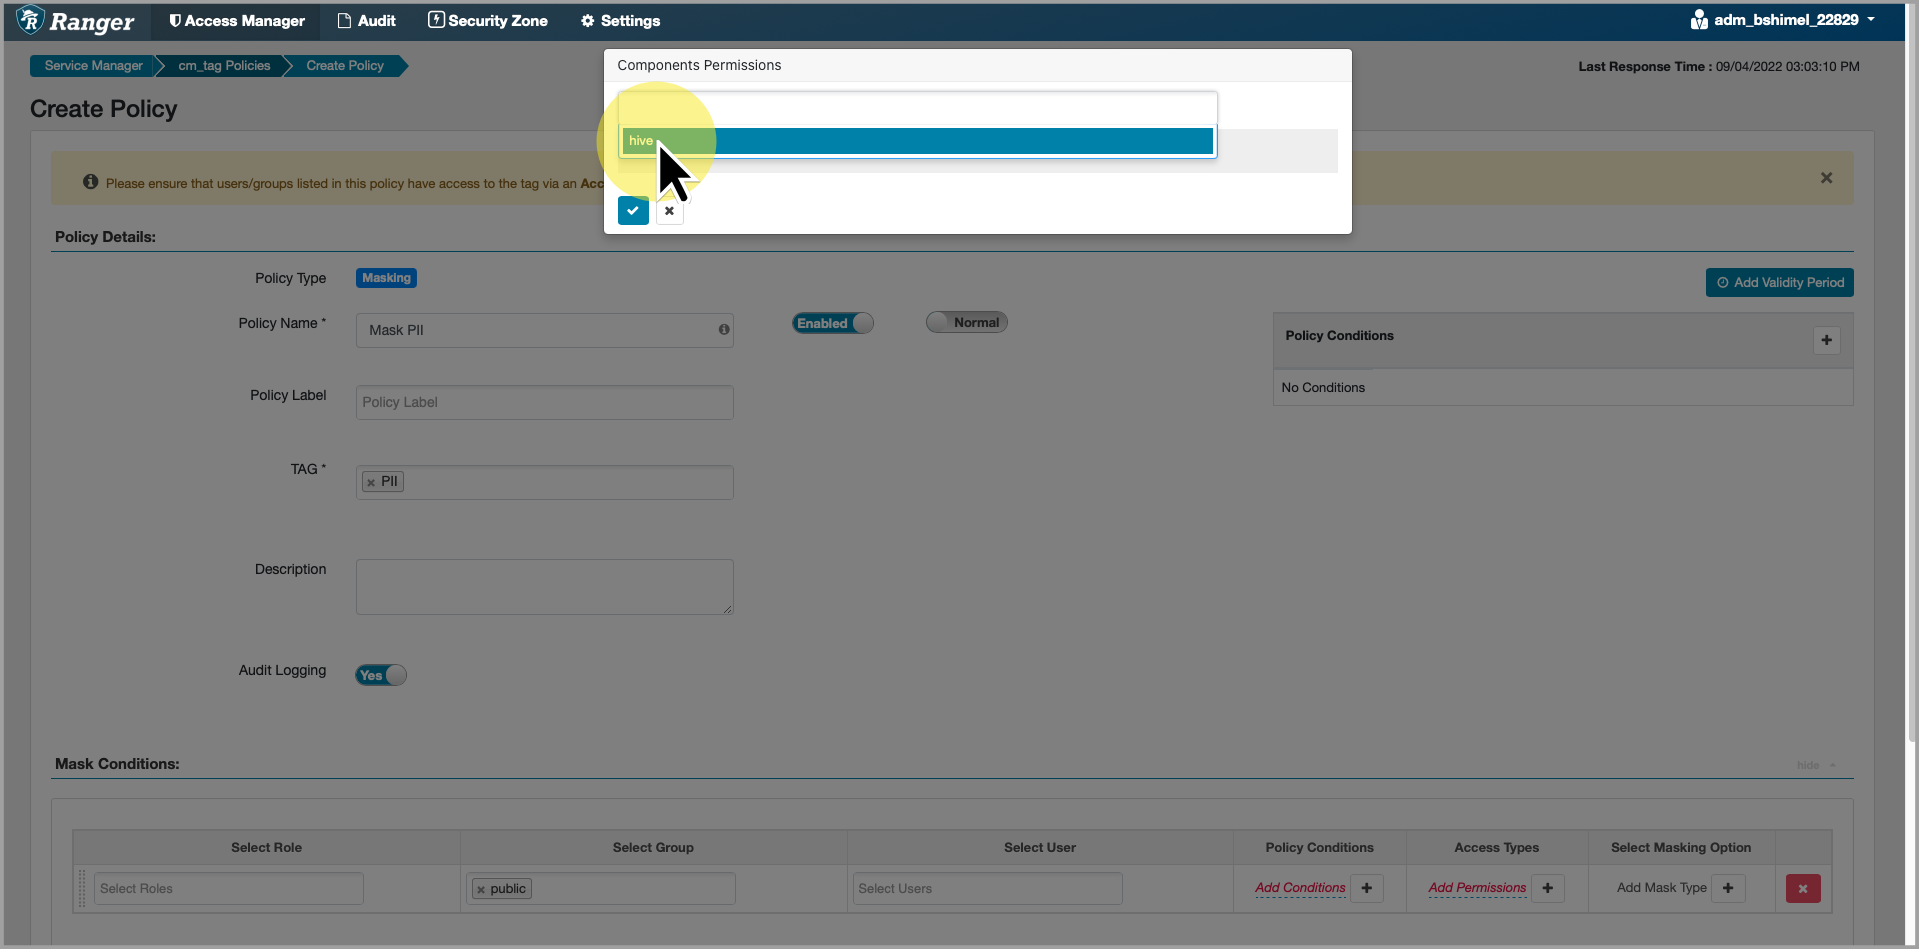 Ranger Access Manager Audit Security Zone Settings adm_bshimel_22829
Service Manager cm_tag Policies Create Policy
Last Response Time : 09/04/2022 03:03:10 PM
Components Permissions
hive
Create Policy
Please ensure that users/groups listed in this policy have access to the tag via an Acc
Policy Details:
Policy Type Masking
Add Validity Period
Policy Name * Mask PII Enabled Normal
Policy Conditions
No Conditions
Policy Label Policy Label
TAG * PII
Description
Audit Logging Yes
Mask Conditions:
hide
Select Role Select Group Select User Policy Conditions Access Types Select Masking Option
Select Roles public Select Users Add Conditions Add Permissions Add Mask Type